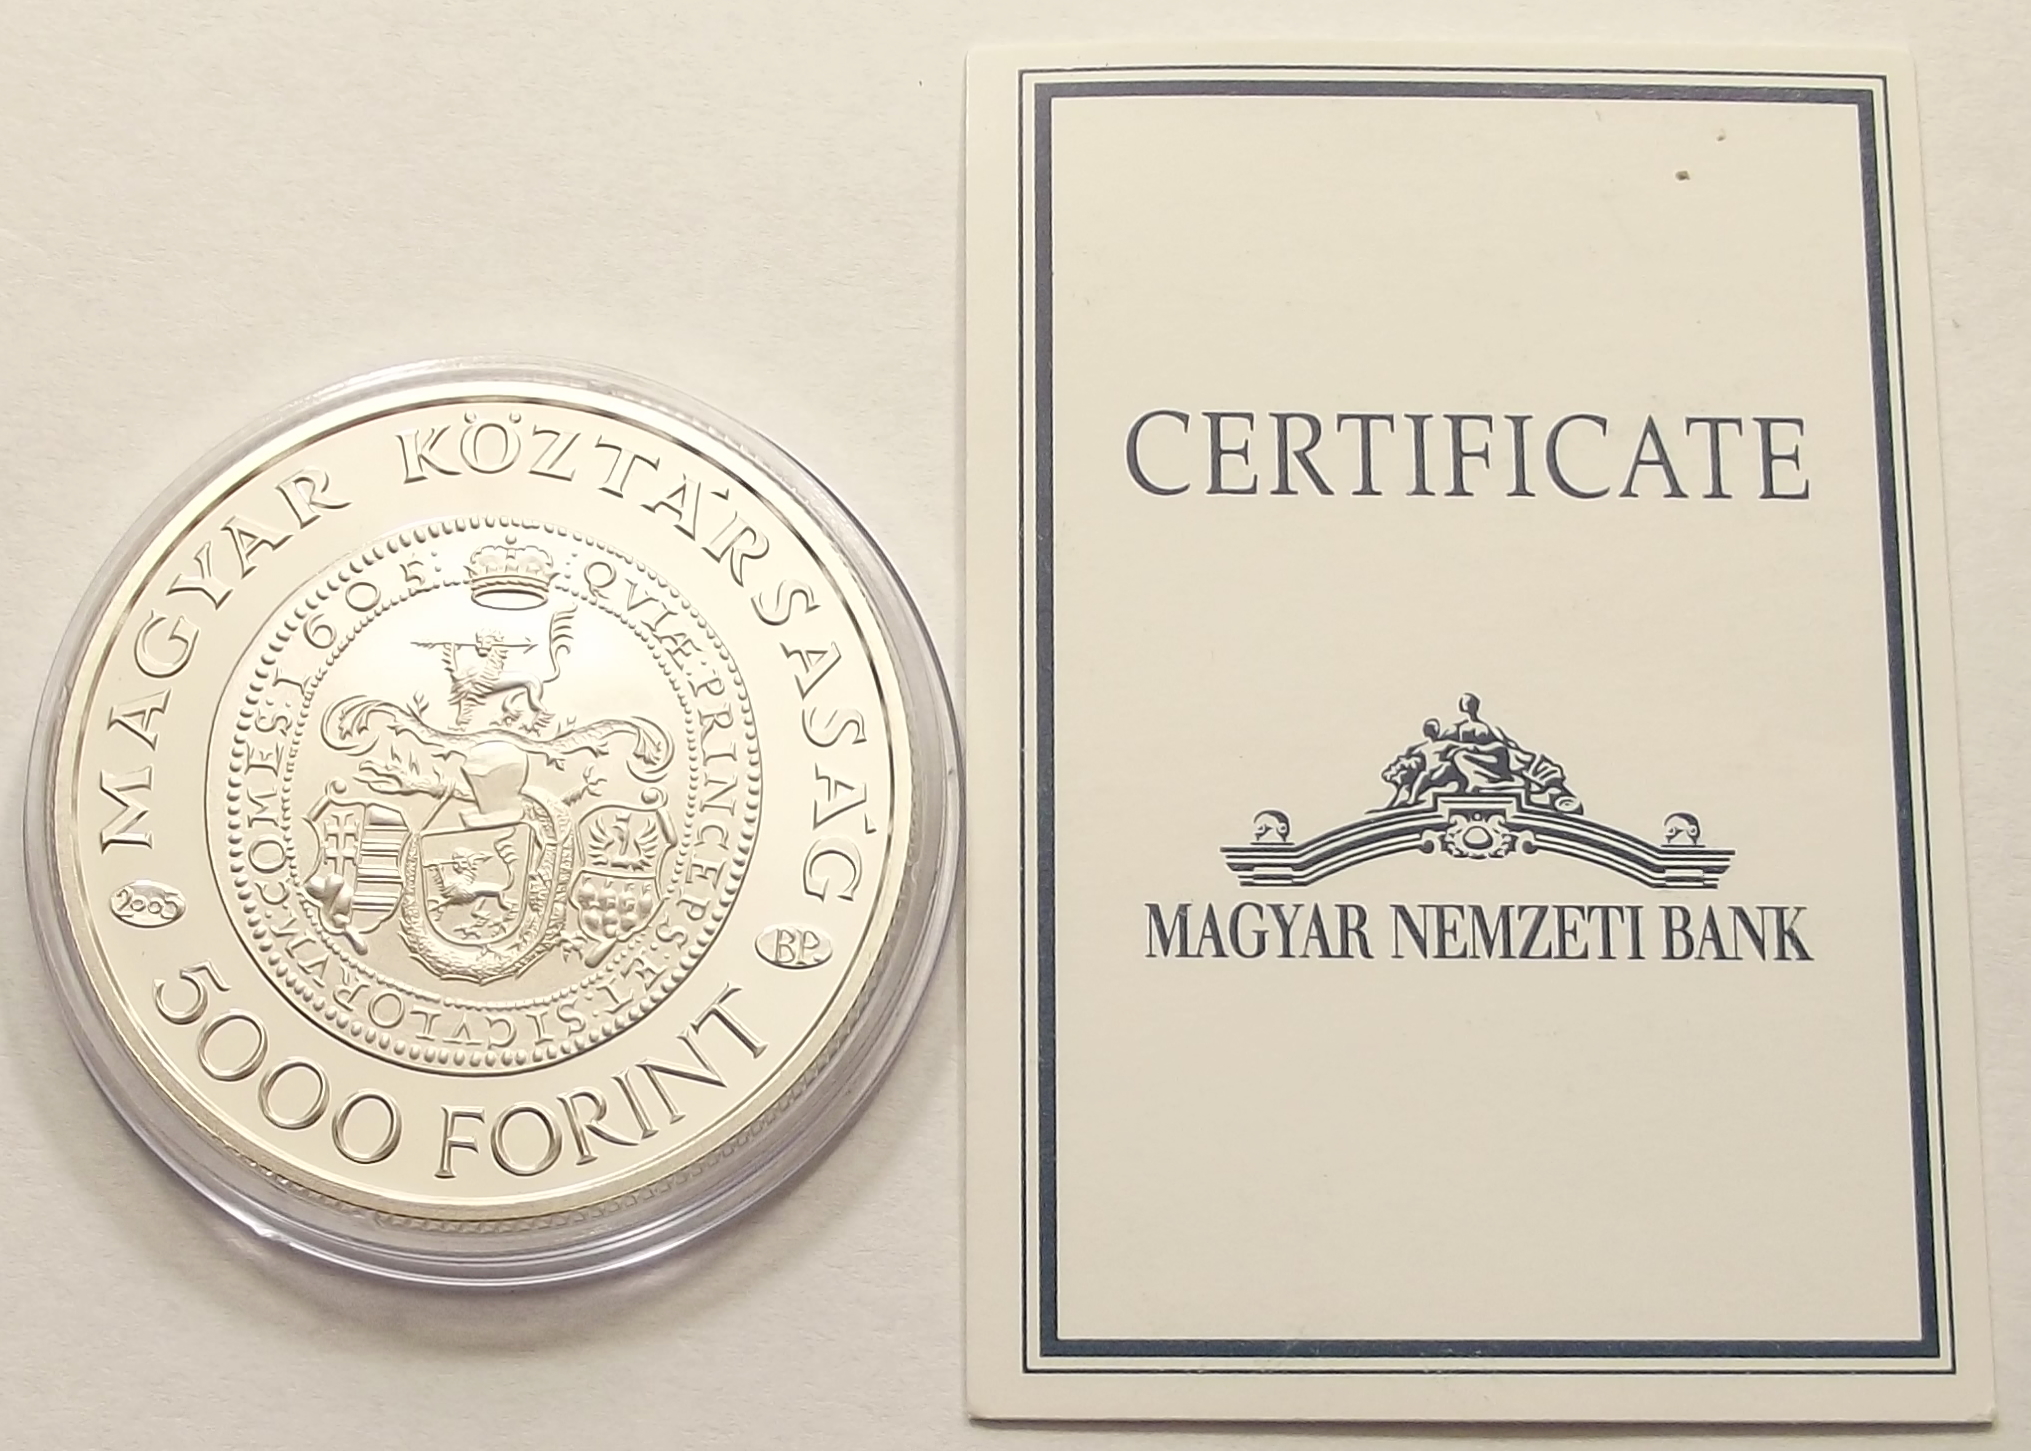 MAGYAR KÖZTÁRSASÁG
1605: :QVIÆ:PRINCEPS:ET:SICVLORVM:COMES:
2005
BP.
5000 FORINT
CERTIFICATE
MAGYAR NEMZETI BANK